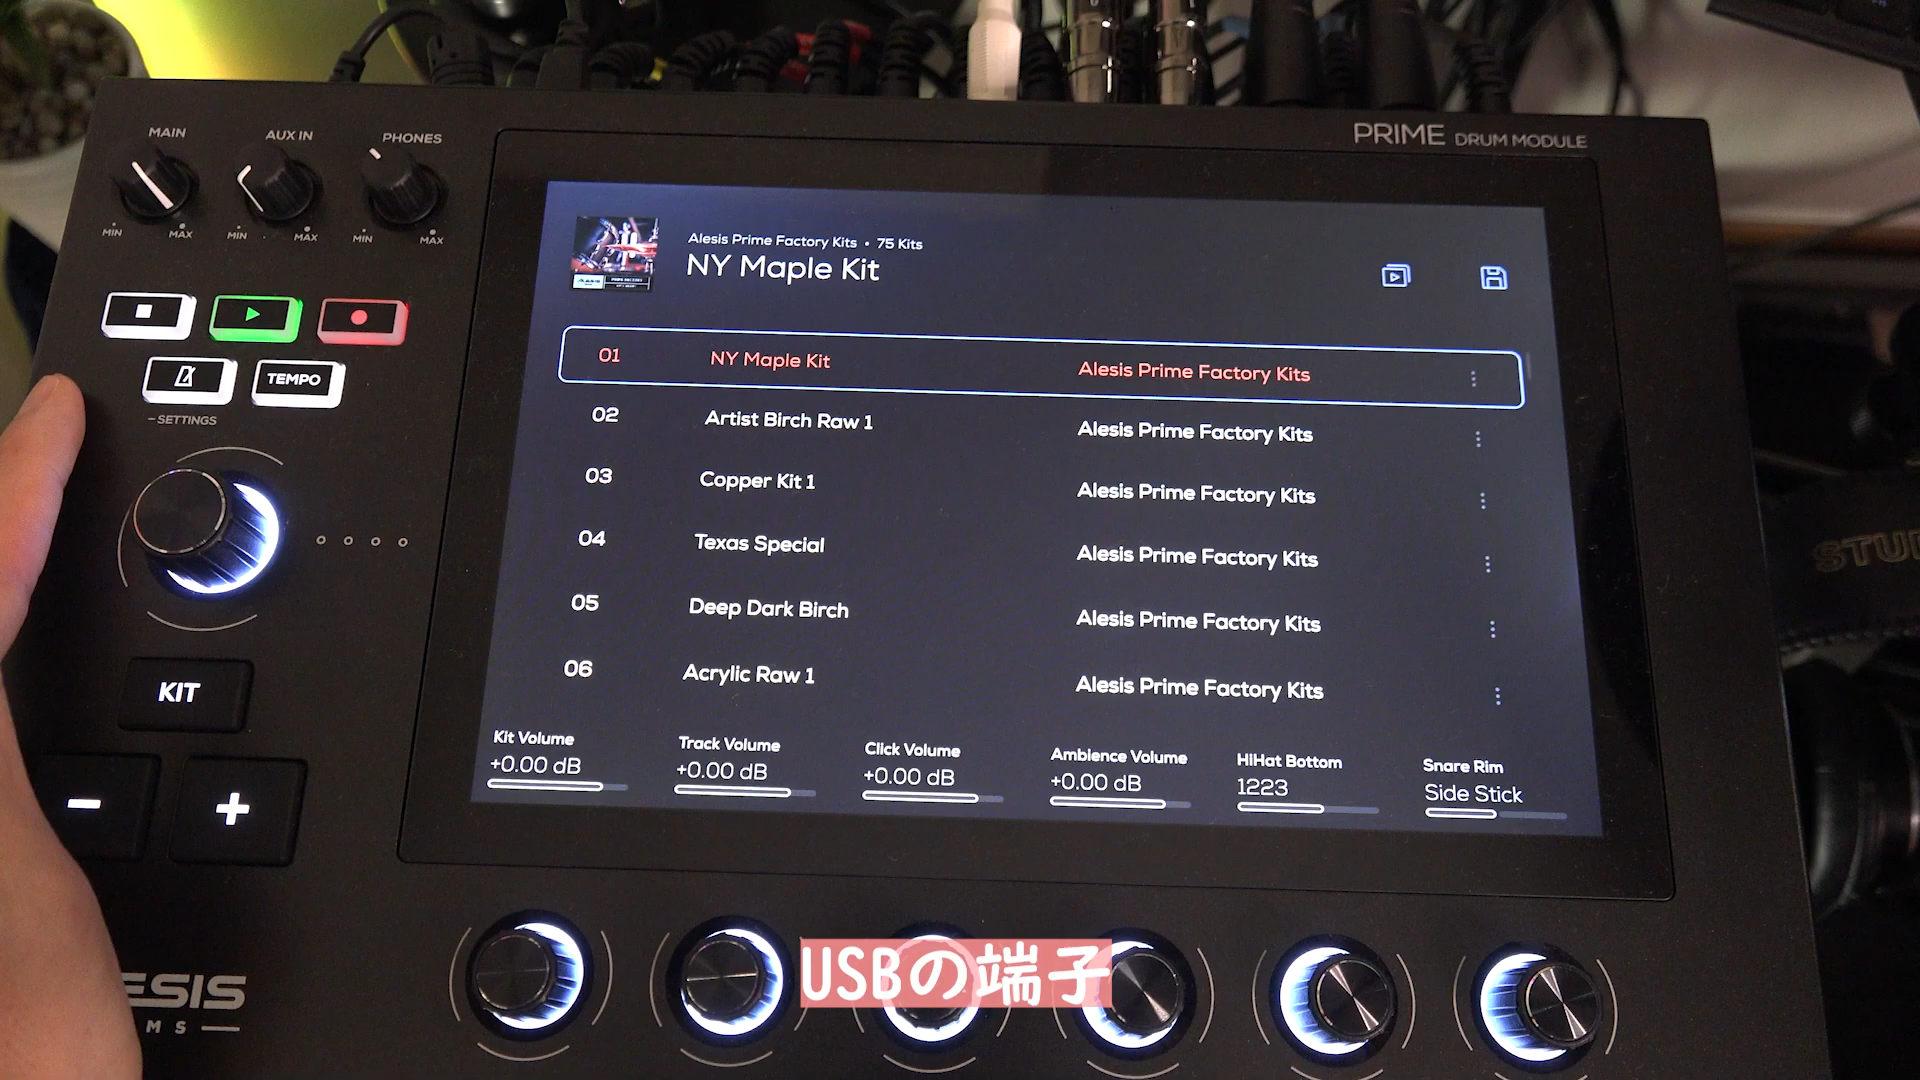 MAIN
AUX IN
PHONES
MIN MAX MIN MAX MIN MAX
PRIME DRUM MODULE
Alesis Prime Factory Kits • 75 Kits
NY Maple Kit
01 NY Maple Kit Alesis Prime Factory Kits
02 Artist Birch Raw 1 Alesis Prime Factory Kits
03 Copper Kit 1 Alesis Prime Factory Kits
04 Texas Special Alesis Prime Factory Kits
05 Deep Dark Birch Alesis Prime Factory Kits
06 Acrylic Raw 1 Alesis Prime Factory Kits
Kit Volume
+0.00 dB
Track Volume
+0.00 dB
Click Volume
+0.00 dB
Ambience Volume
+0.00 dB
HiHat Bottom
1223
Snare Rim
Side Stick
TEMPO
– SETTINGS
KIT
ESIS
MS
STU
USBの端子